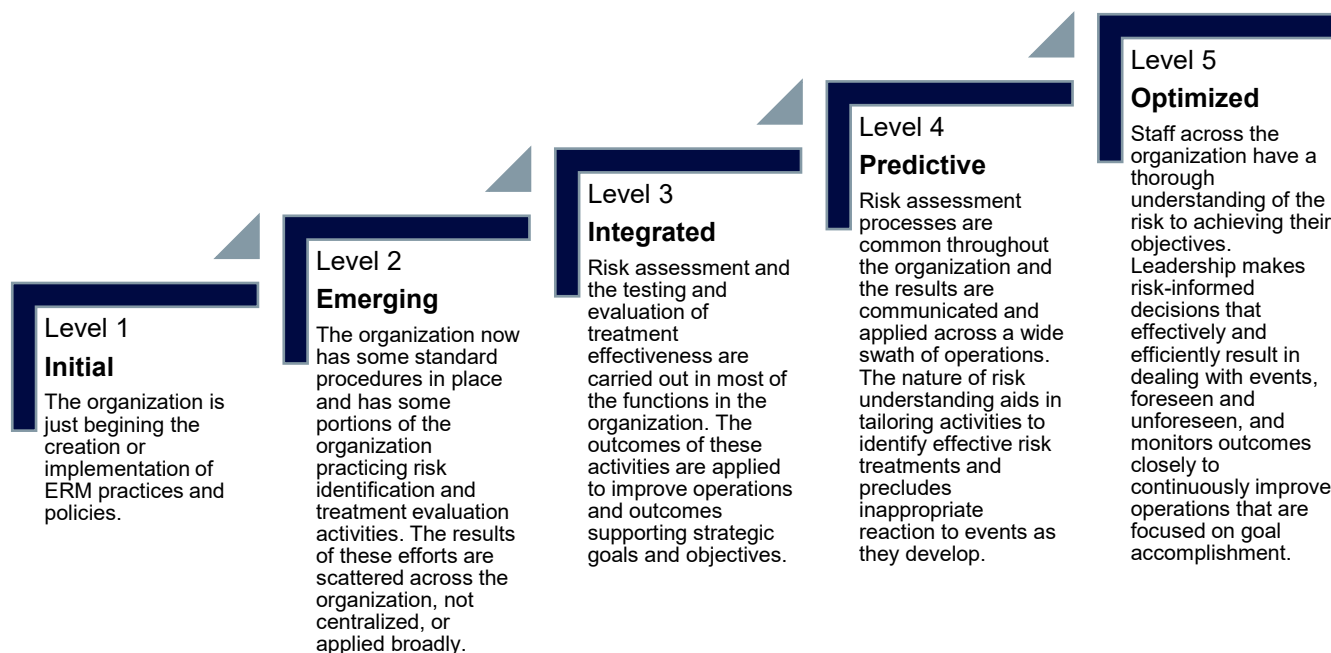 Level 1
Initial
The organization is
just begining the
creation or
implementation of
ERM practices and
policies.
Level 2
Emerging
The organization now
has some standard
procedures in place
and has some
portions of the
organization
practicing risk
identification and
treatment evaluation
activities. The results
of these efforts are
scattered across the
organization, not
centralized, or
applied broadly.
Level 3
Integrated
Risk assessment and
the testing and
evaluation of
treatment
effectiveness are
carried out in most of
the functions in the
organization. The
outcomes of these
activities are applied
to improve operations
and outcomes
supporting strategic
goals and objectives.
Level 4
Predictive
Risk assessment
processes are
common throughout
the organization and
the results are
communicated and
applied across a wide
swath of operations.
The nature of risk
understanding aids in
tailoring activities to
identify effective risk
treatments and
precludes
inappropriate
reaction to events as
they develop.
Level 5
Optimized
Staff across the
organization have a
thorough
understanding of the
risk to achieving their
objectives.
Leadership makes
risk-informed
decisions that
effectively and
efficiently result in
dealing with events,
foreseen and
unforeseen, and
monitors outcomes
closely to
continuously improve
operations that are
focused on goal
accomplishment.